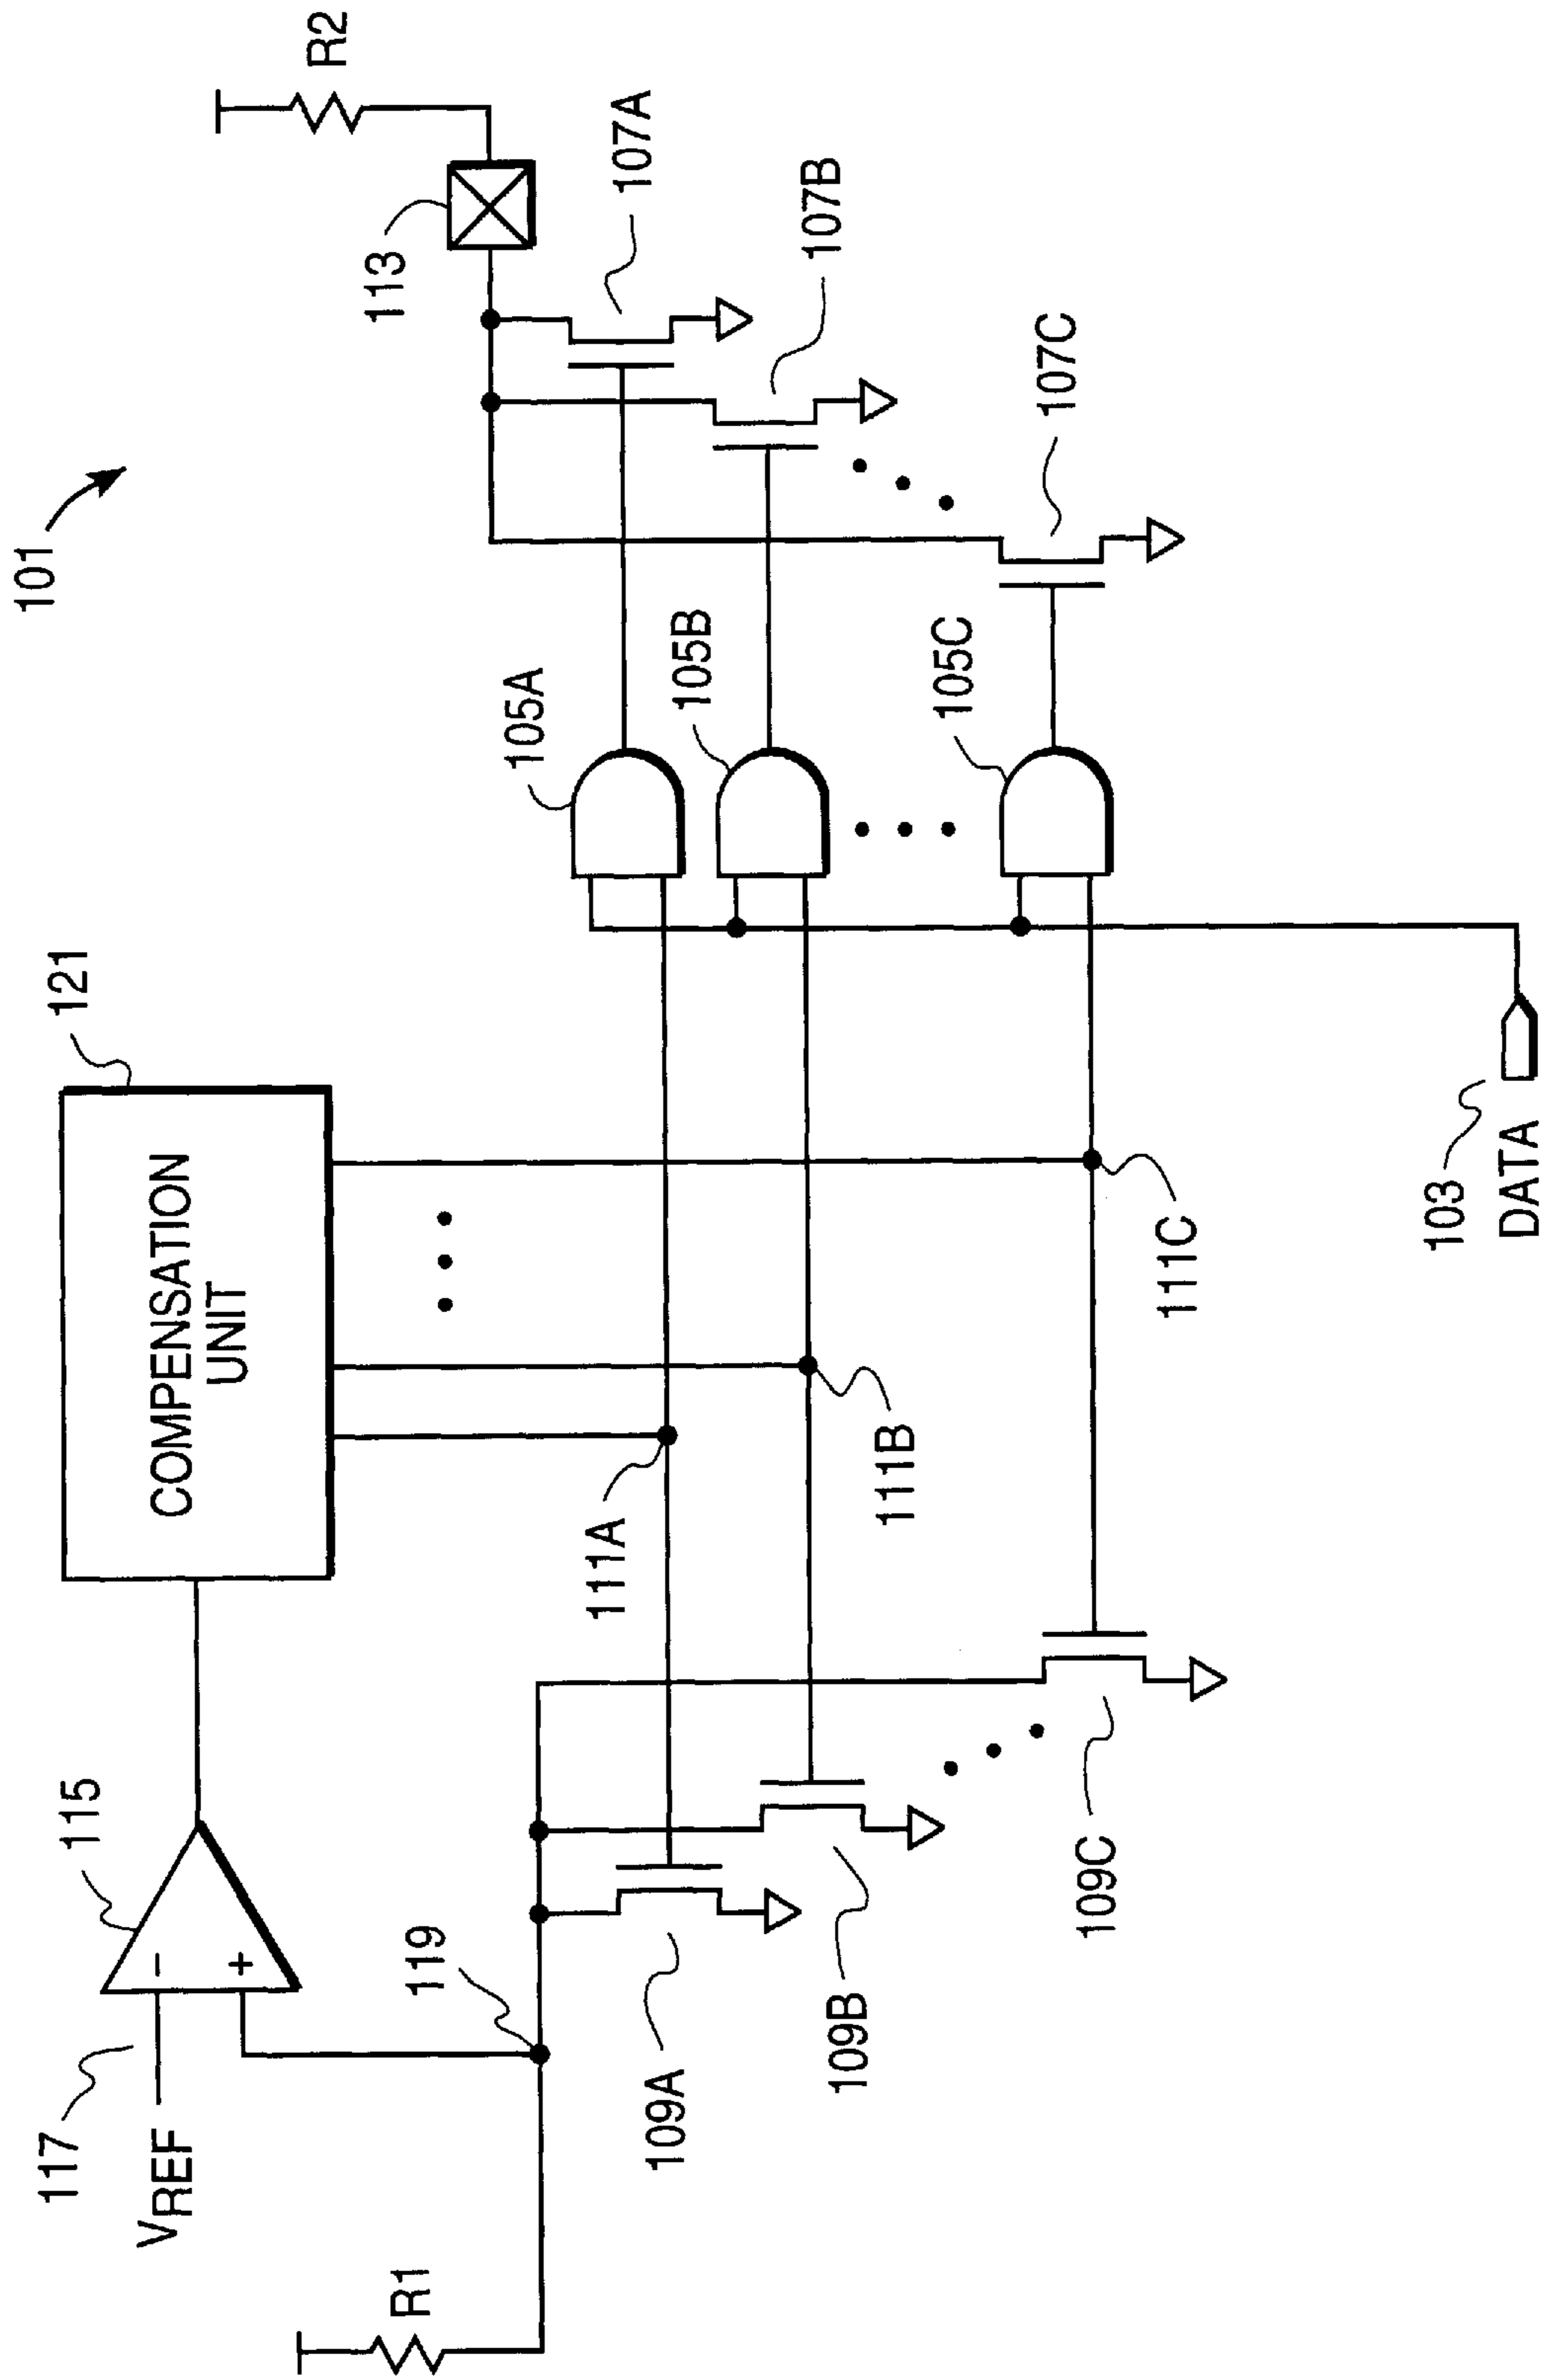 101
121
COMPENSATION
UNIT
115
117
VREF
-
+
119
R1
R2
113
107A
107B
107C
105A
105B
105C
111A
111B
111C
109A
109B
109C
103
DATA